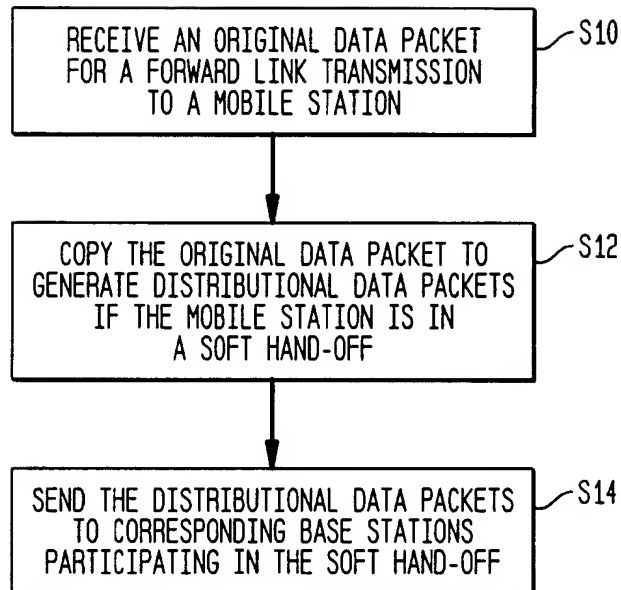 RECEIVE AN ORIGINAL DATA PACKET
FOR A FORWARD LINK TRANSMISSION
TO A MOBILE STATION
S10
COPY THE ORIGINAL DATA PACKET TO
GENERATE DISTRIBUTIONAL DATA PACKETS
IF THE MOBILE STATION IS IN
A SOFT HAND-OFF
S12
SEND THE DISTRIBUTIONAL DATA PACKETS
TO CORRESPONDING BASE STATIONS
PARTICIPATING IN THE SOFT HAND-OFF
S14